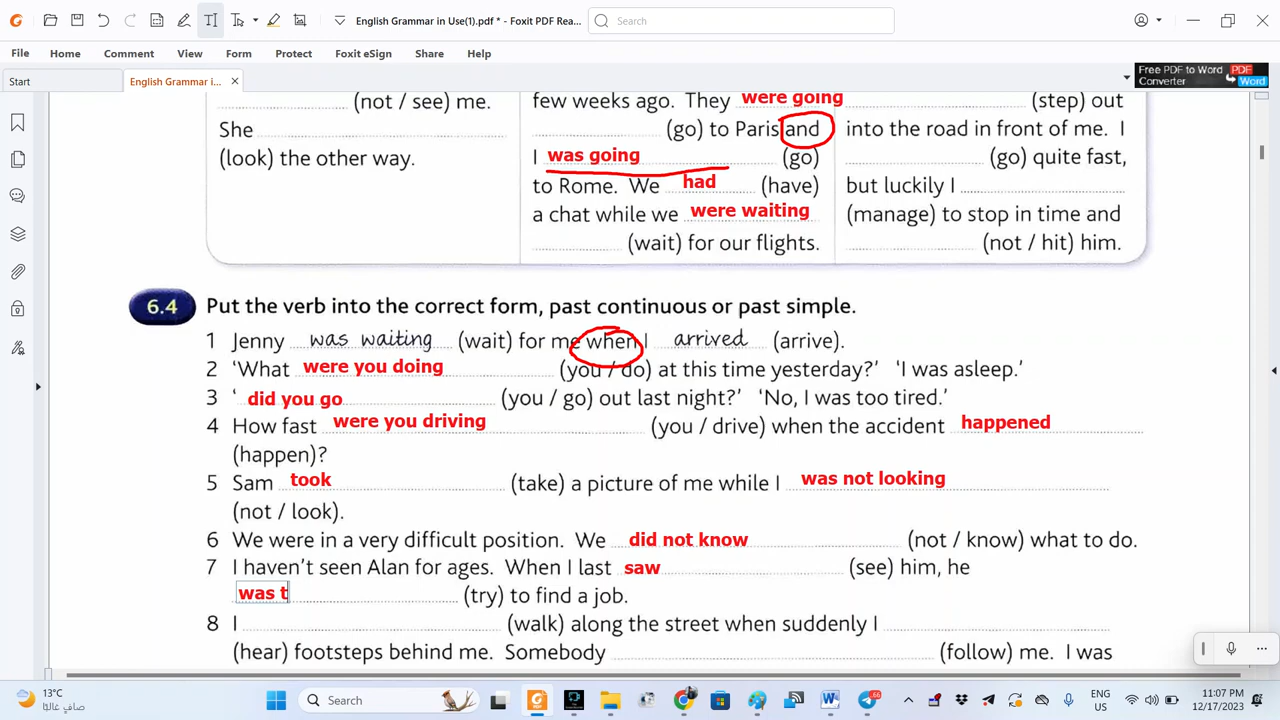 English Grammar in Use(1).pdf * - Foxit PDF Rea...
Search
File Home Comment View Form Protect Foxit eSign Share Help
Start
English Grammar in i...
Free PDF to Word Converter PDF Word
(not / see) me.
She
(look) the other way.
few weeks ago. They were going
(go) to Paris and
I was going (go)
to Rome. We had (have)
a chat while we were waiting
(wait) for our flights.
(step) out
into the road in front of me. I
(go) quite fast,
but luckily I
(manage) to stop in time and
(not / hit) him.
6.4 Put the verb into the correct form, past continuous or past simple.
1 Jenny was waiting (wait) for me when I arrived (arrive).
2 'What were you doing (you / do) at this time yesterday?' 'I was asleep.'
3 'did you go (you / go) out last night?' 'No, I was too tired.'
4 How fast were you driving (you / drive) when the accident happened
(happen)?
5 Sam took (take) a picture of me while I was not looking
(not / look).
6 We were in a very difficult position. We did not know (not / know) what to do.
7 I haven't seen Alan for ages. When I last saw (see) him, he
was t (try) to find a job.
8 I (walk) along the street when suddenly I
(hear) footsteps behind me. Somebody (follow) me. I was
13°C
صافي غالبًا
Search
66
ENG
US
11:07 PM
12/17/2023